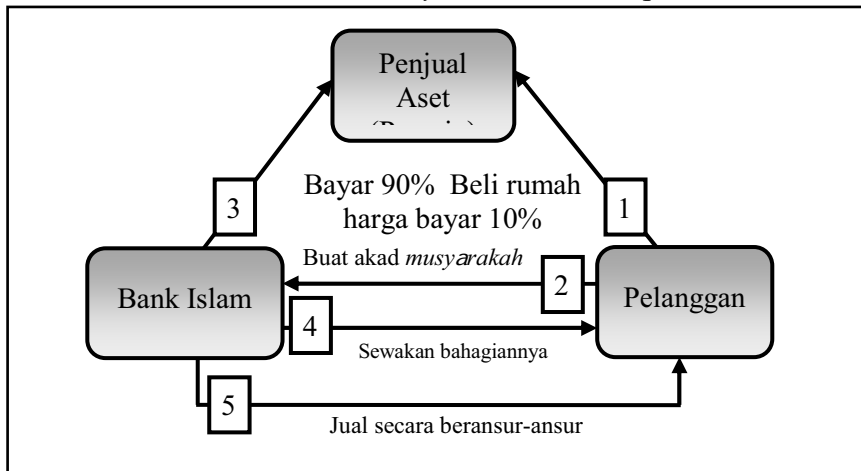 Penjual
Aset
3
Bayar 90% Beli rumah
harga bayar 10%
1
Buat akad musyarakah
2
Bank Islam
Pelanggan
4
Sewakan bahagiannya
5
Jual secara beransur-ansur